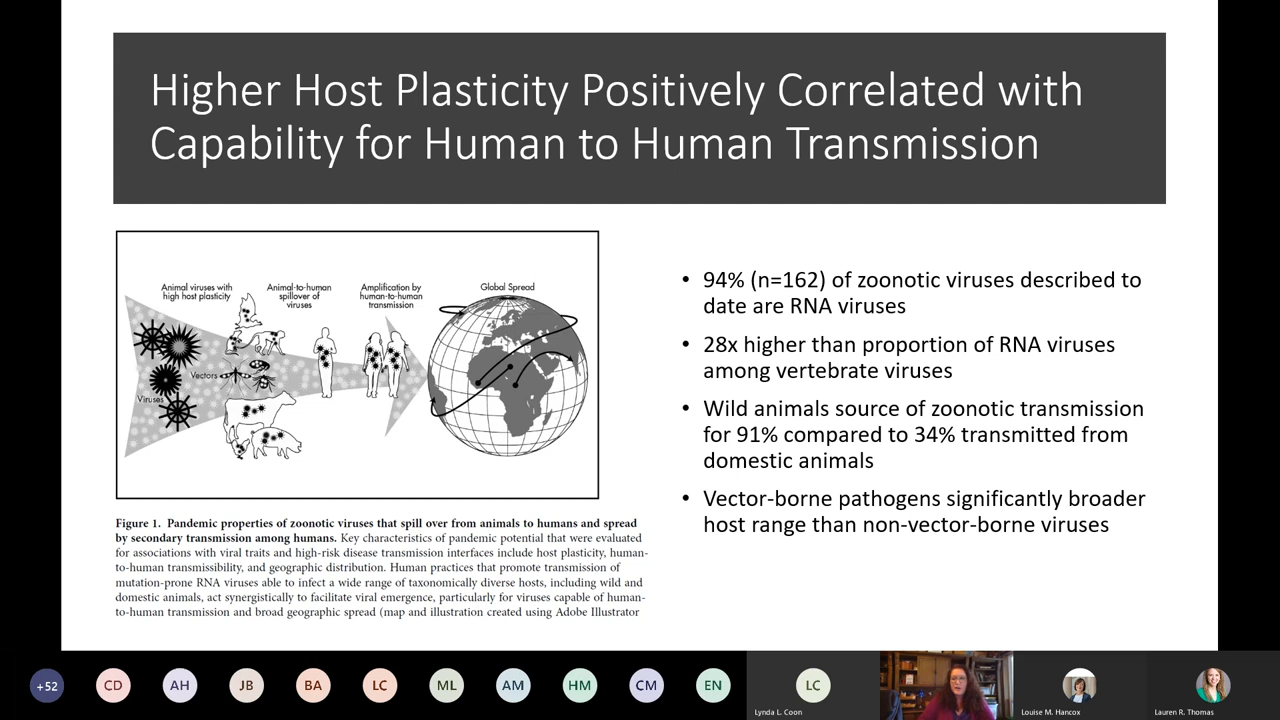 Higher Host Plasticity Positively Correlated with
Capability for Human to Human Transmission
Animal viruses with
high host plasticity
Animal-to-human
spillover of
viruses
Amplification by
human-to-human
transmission
Global Spread
Vectors
Viruses
Figure 1. Pandemic properties of zoonotic viruses that spill over from animals to humans and spread
by secondary transmission among humans. Key characteristics of pandemic potential that were evaluated
for associations with viral traits and high-risk disease transmission interfaces include host plasticity, human-
to-human transmissibility, and geographic distribution. Human practices that promote transmission of
mutation-prone RNA viruses able to infect a wide range of taxonomically diverse hosts, including wild and
domestic animals, act synergistically to facilitate viral emergence, particularly for viruses capable of human-
to-human transmission and broad geographic spread (map and illustration created using Adobe Illustrator
• 94% (n=162) of zoonotic viruses described to
date are RNA viruses
• 28x higher than proportion of RNA viruses
among vertebrate viruses
• Wild animals source of zoonotic transmission
for 91% compared to 34% transmitted from
domestic animals
• Vector-borne pathogens significantly broader
host range than non-vector-borne viruses
+52
CD
AH
JB
BA
LC
ML
AM
HM
CM
EN
LC
Lynda L. Coon
Louise M. Hancox
Lauren R. Thomas